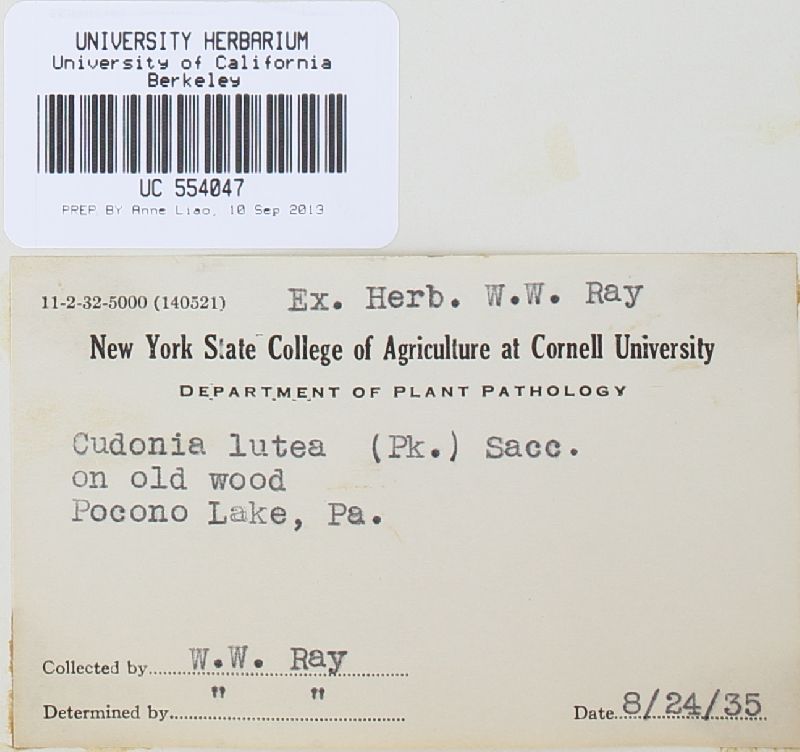 UNIVERSITY HERBARIUM
University of California
Berkeley
UC 554047
PREP. BY Anne Liao, 10 Sep 2013
11-2-32-5000 (140521) Ex. Herb. W.W. Ray
New York State College of Agriculture at Cornell University
DEPARTMENT OF PLANT PATHOLOGY
Cudonia lutea (Pk.) Sacc.
on old wood
Pocono Lake, Pa.
Collected by W.W. Ray
Determined by " "
Date 8/24/35